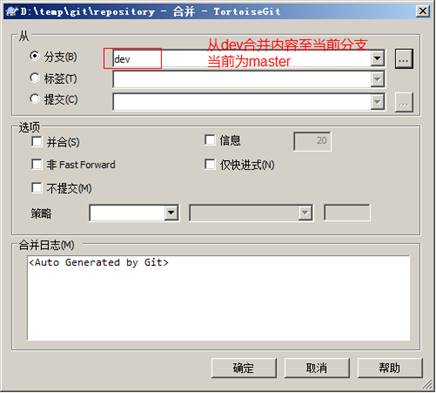 D:\temp\git\repository - 合并 - TortoiseGit
从
分支(B)
dev
从dev合并内容至当前分支
当前为master
...
标签(T)
提交(C)
...
选项
并合(S)
信息
20
非 Fast Forward
仅快进式(N)
不提交(M)
策略
合并日志(M)
<Auto Generated by Git>
确定
取消
帮助